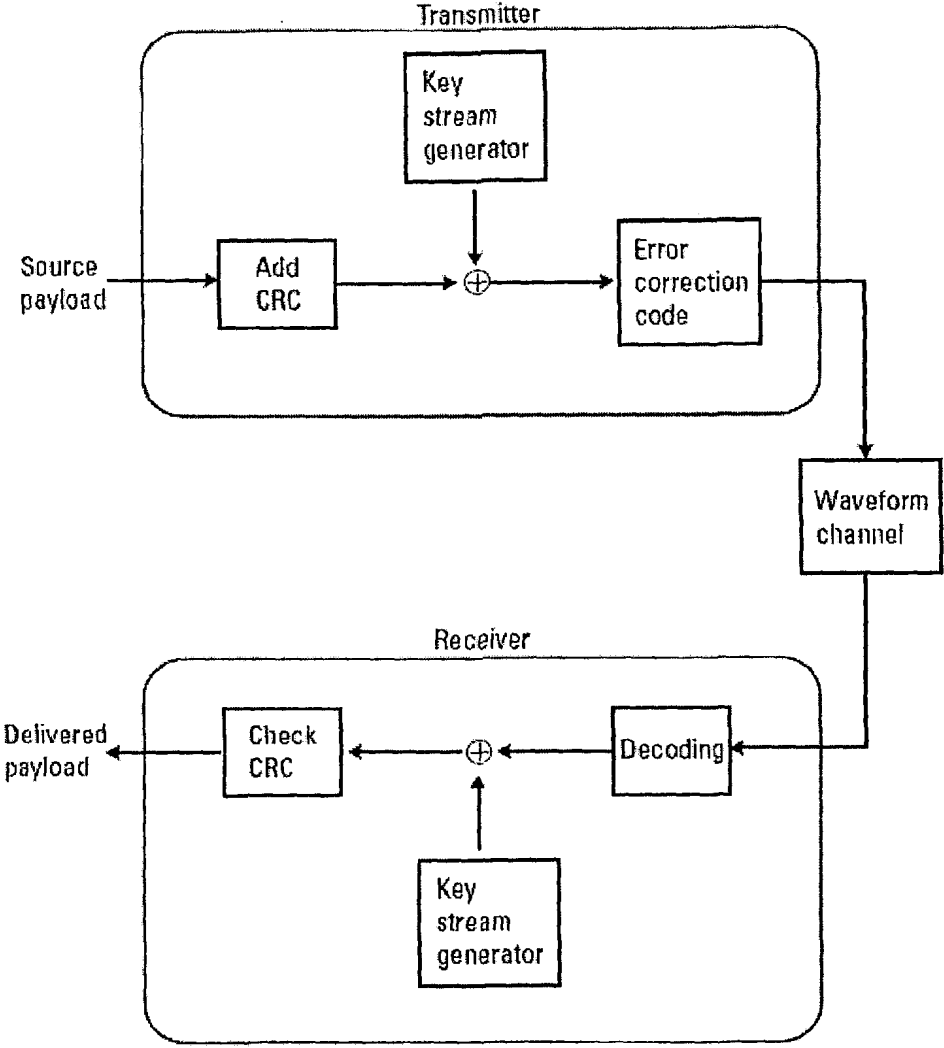 Transmitter
Key
stream
generator
Source
payload
Add
CRC
Error
correction
code
Waveform
channel
Receiver
Delivered
payload
Check
CRC
Decoding
Key
stream
generator